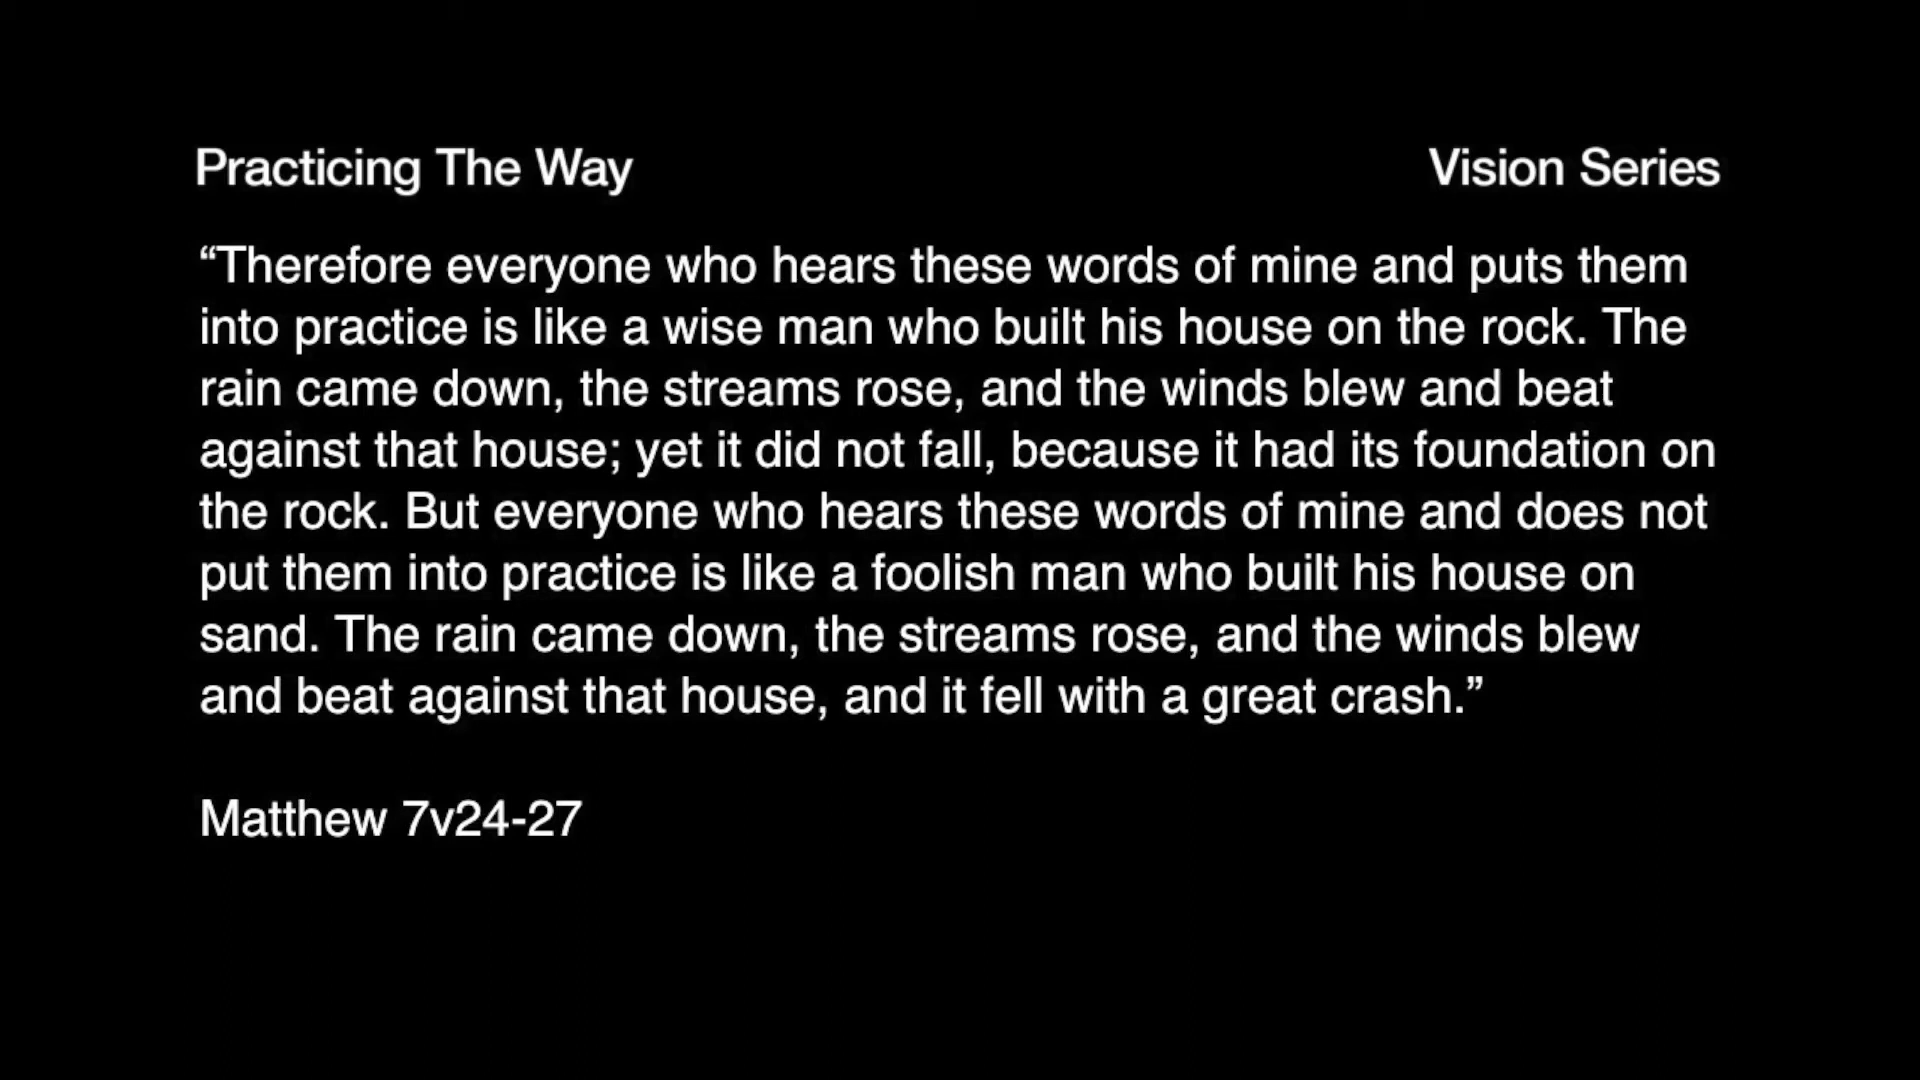 Practicing The Way
Vision Series
“Therefore everyone who hears these words of mine and puts them
into practice is like a wise man who built his house on the rock. The
rain came down, the streams rose, and the winds blew and beat
against that house; yet it did not fall, because it had its foundation on
the rock. But everyone who hears these words of mine and does not
put them into practice is like a foolish man who built his house on
sand. The rain came down, the streams rose, and the winds blew
and beat against that house, and it fell with a great crash.”
Matthew 7v24-27